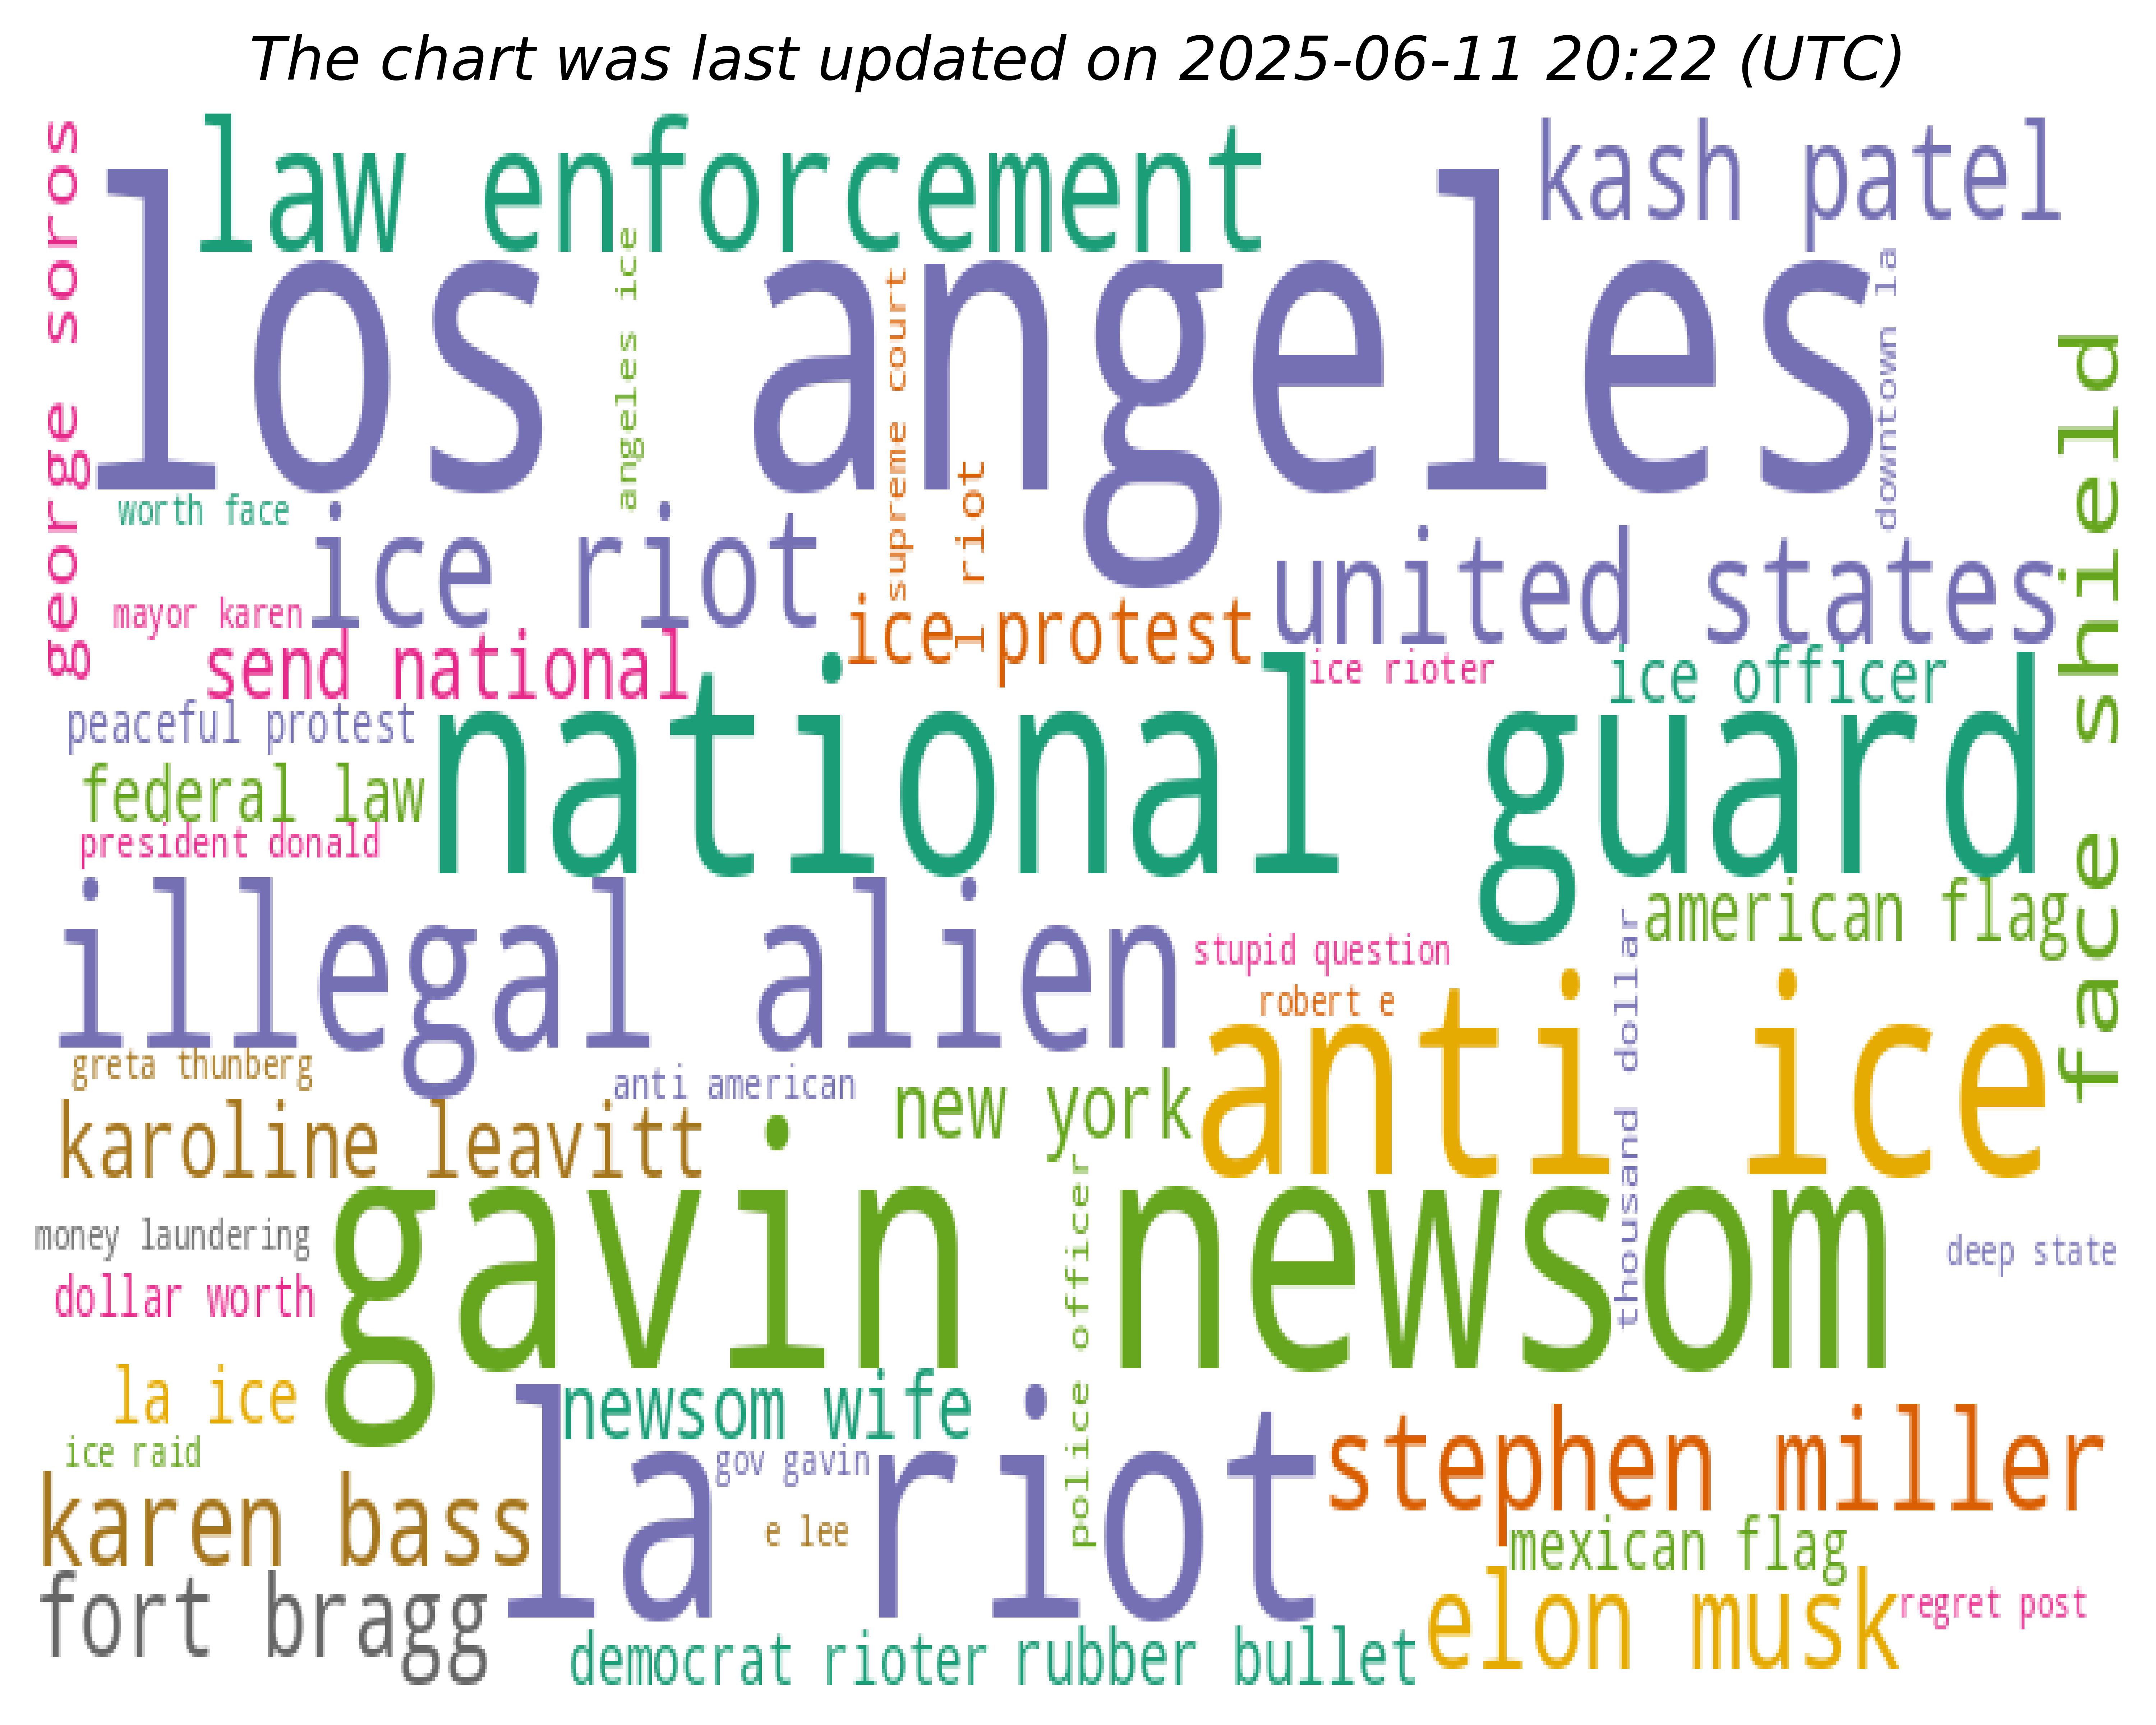 The chart was last updated on 2025-06-11 20:22 (UTC)
law enforcement
kash patel
george soros
los angeles
angeles ice
supreme court
downtown la
face shield
worth face
ice riot
l riot
united states
mayor karen
ice protest
send national
ice rioter
ice officer
peaceful protest
national guard
federal law
president donald
illegal alien
american flag
stupid question
robert e
thousand dollar
anti ice
greta thunberg
anti american
new york
karoline leavitt
gavin newsom
police officer
money laundering
deep state
dollar worth
la ice
newsom wife
la riot
stephen miller
ice raid
gov gavin
karen bass
e lee
mexican flag
fort bragg
elon musk
regret post
democrat rioter
rubber bullet